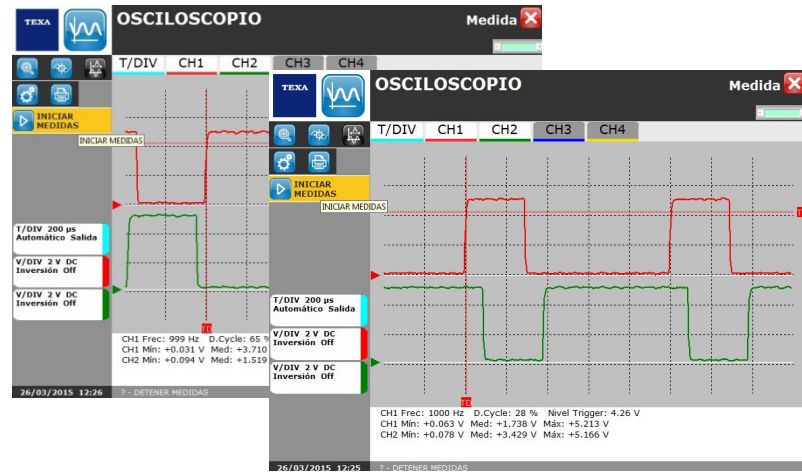 TEXA
OSCILOSCOPIO
Medida
T/DIV CH1 CH2 CH3 CH4
INICIAR
MEDIDAS
INICIAR MEDIDAS
T/DIV 200 µs
Automático Salida
V/DIV 2 V DC
Inversión Off
V/DIV 2 V DC
Inversión Off
TD
CH1 Frec: 999 Hz D.Cycle: 65 %
CH1 Mín: +0.031 V Med: +3.710
CH2 Mín: +0.094 V Med: +1.519
26/03/2015 12:26 ? - DETENER MEDIDAS
TEXA
OSCILOSCOPIO
Medida
T/DIV CH1 CH2 CH3 CH4
INICIAR
MEDIDAS
INICIAR MEDIDAS
T
T/DIV 200 µs
Automático Salida
V/DIV 2 V DC
Inversión Off
V/DIV 2 V DC
Inversión Off
TD
CH1 Frec: 1000 Hz D.Cycle: 28 % Nivel Trigger: 4.26 V
CH1 Mín: +0.063 V Med: +1.738 V Máx: +5.213 V
CH2 Mín: +0.078 V Med: +3.429 V Máx: +5.166 V
26/03/2015 12:25 ? - DETENER MEDIDAS